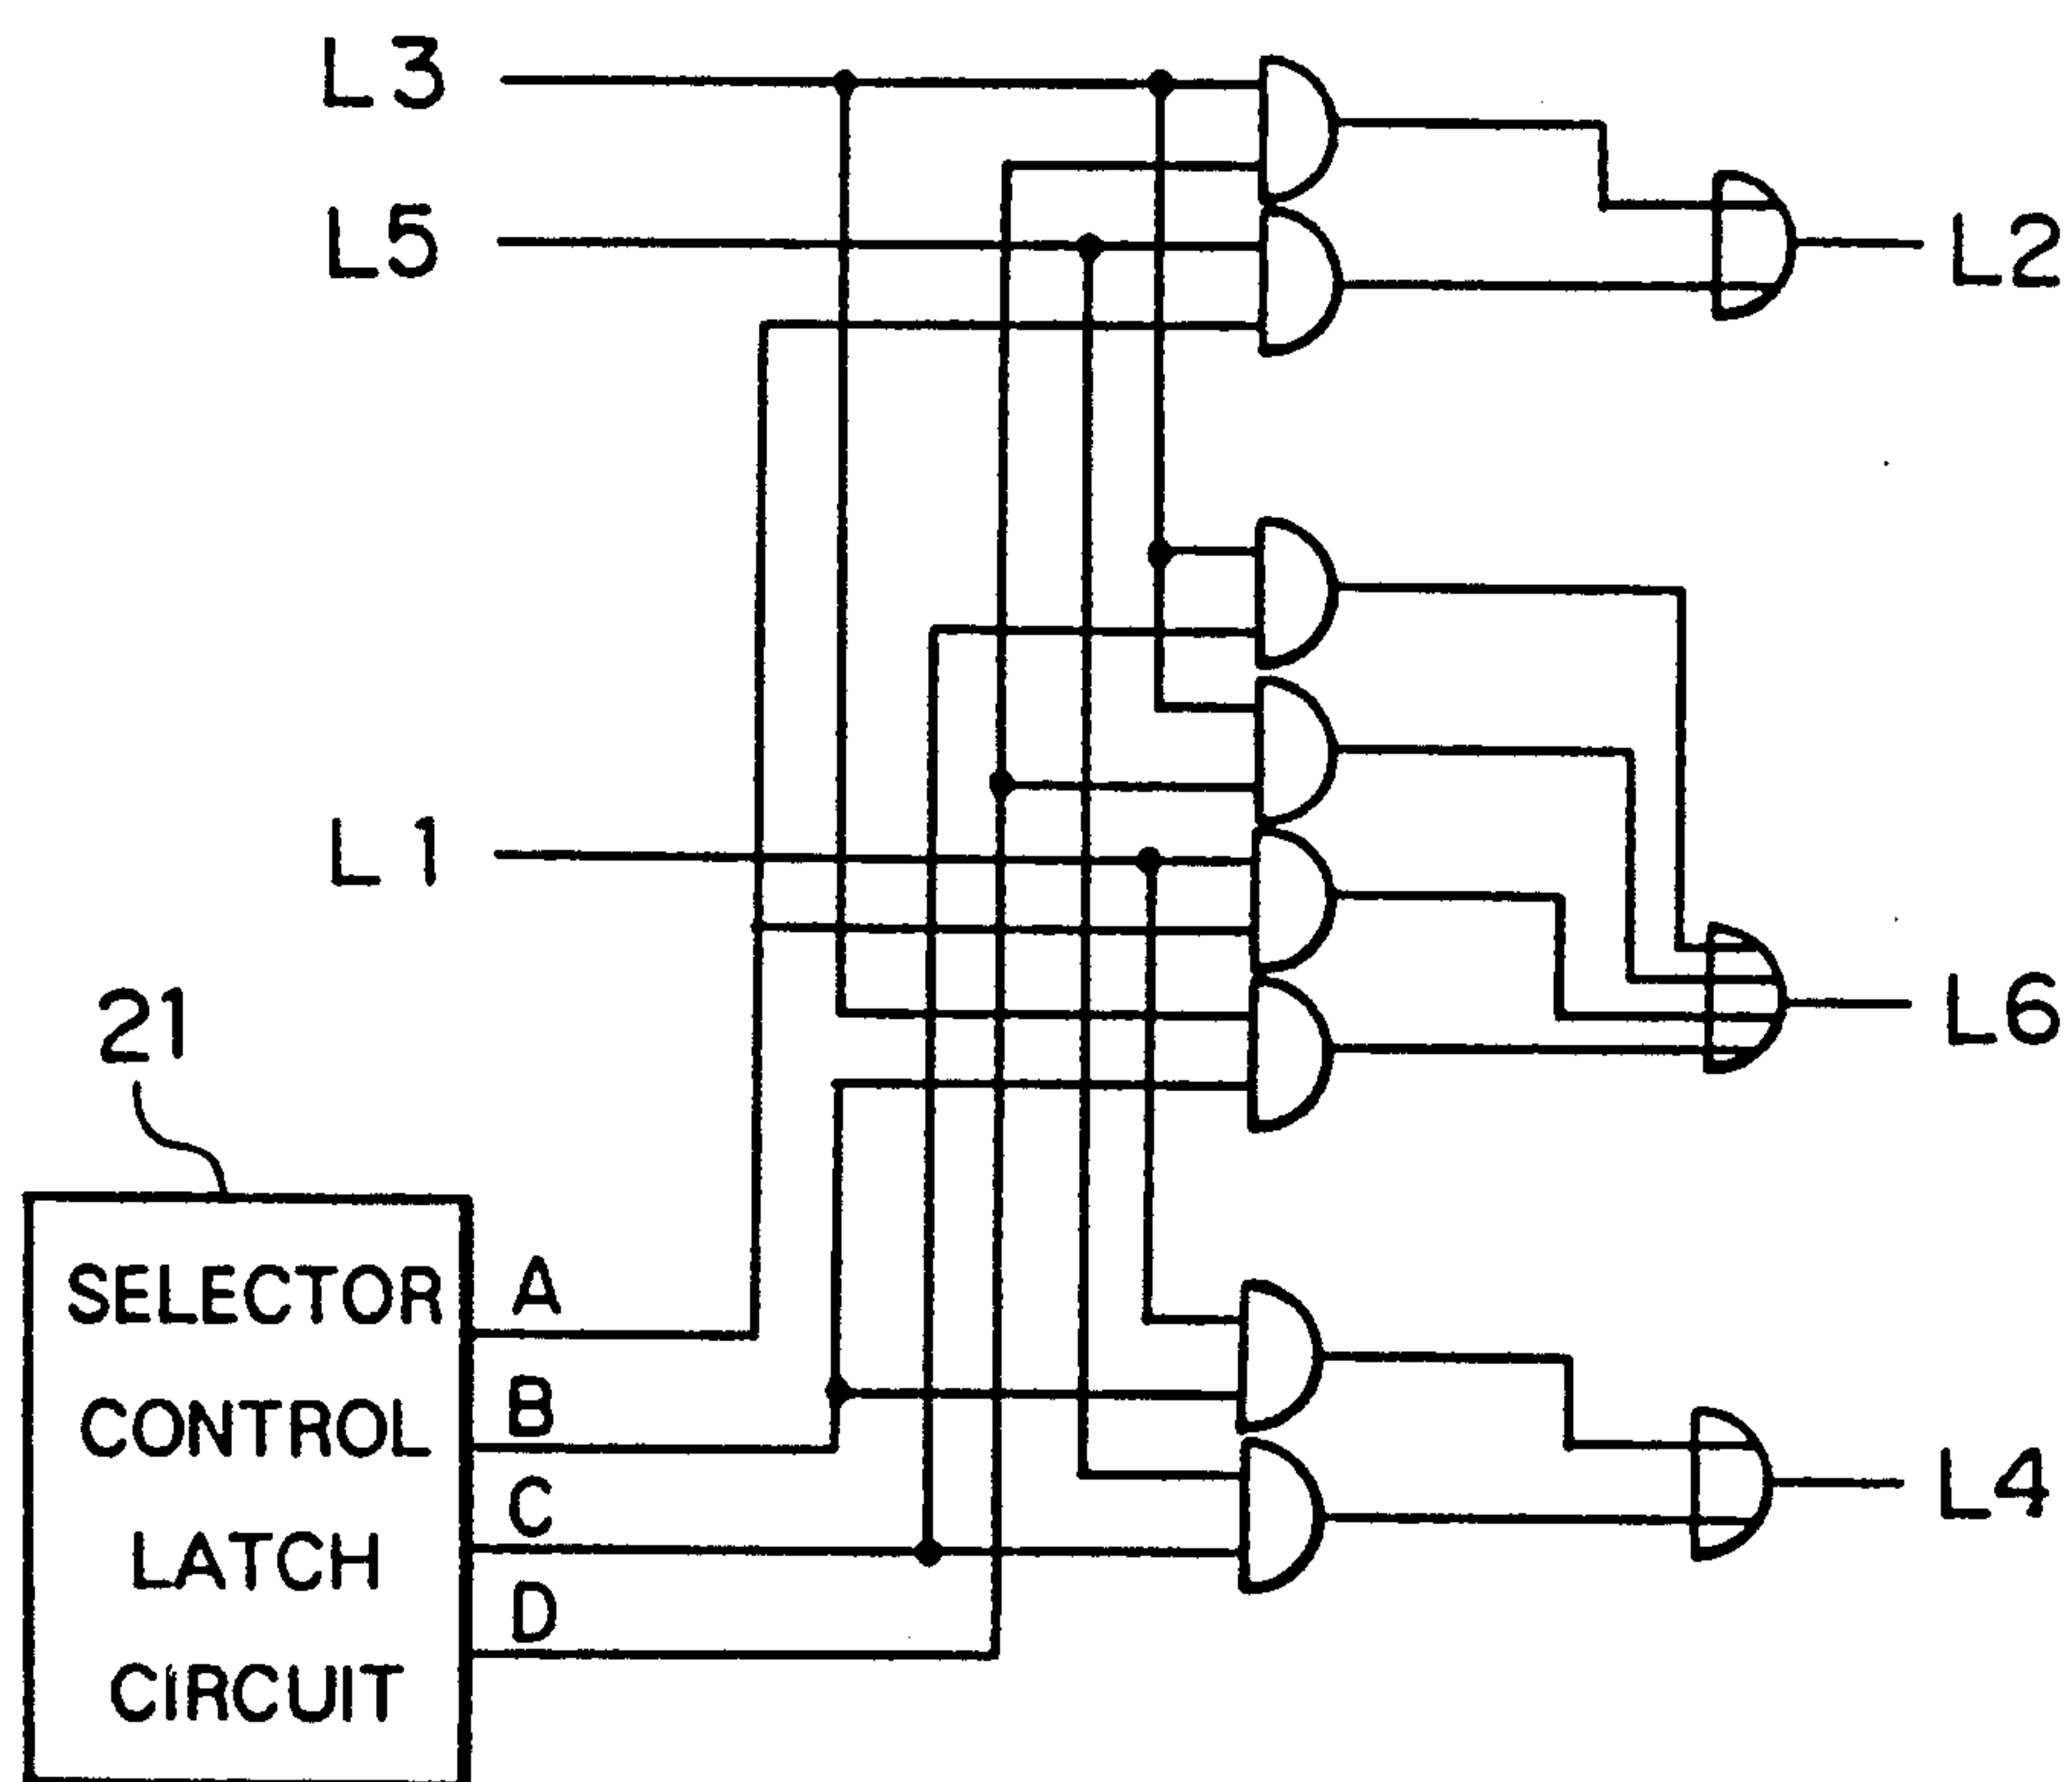 L3
L5
L2
L1
L6
21
SELECTOR
CONTROL
LATCH
CIRCUIT
A
B
C
D
L4